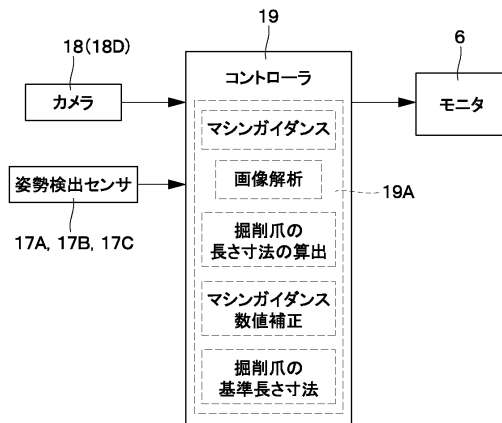 18(18D)
カメラ
姿勢検出センサ
17A, 17B, 17C
19
コントローラ
マシンガイダンス
画像解析
19A
掘削爪の
長さ寸法の算出
マシンガイダンス
数値補正
掘削爪の
基準長さ寸法
6
モニタ